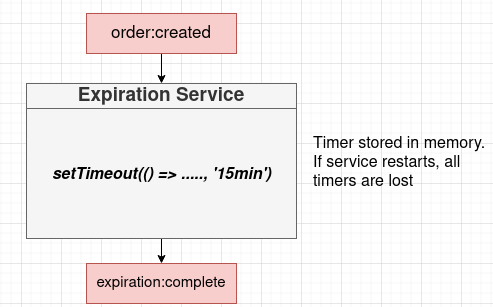 order:created
Expiration Service
setTimeout(() => ....., '15min')
Timer stored in memory.
If service restarts, all
timers are lost
expiration:complete